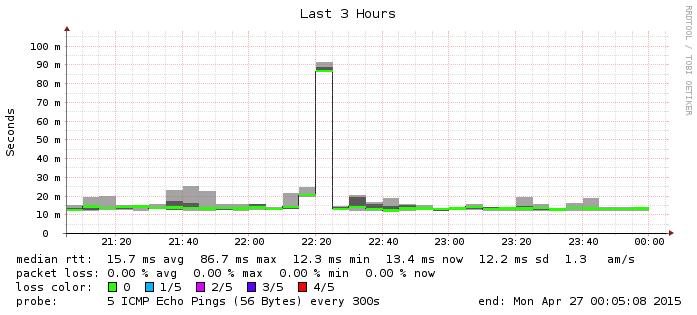 Last 3 Hours
RRDTOOL / TOBI OETIKER
Seconds
100 m
90 m
80 m
70 m
60 m
50 m
40 m
30 m
20 m
10 m
0
21:20 21:40 22:00 22:20 22:40 23:00 23:20 23:40 00:00
median rtt: 15.7 ms avg 86.7 ms max 12.3 ms min 13.4 ms now 12.2 ms sd 1.3 am/s
packet loss: 0.00 % avg 0.00 % max 0.00 % min 0.00 % now
loss color: 0 1/5 2/5 3/5 4/5
probe: 5 ICMP Echo Pings (56 Bytes) every 300s end: Mon Apr 27 00:05:08 2015